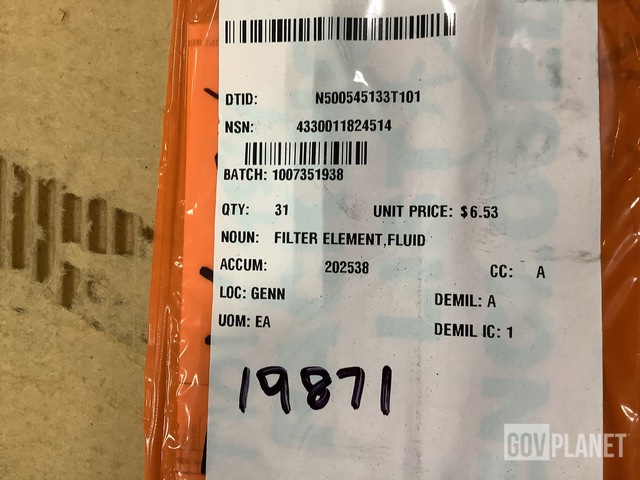 DTID: N500545133T101
NSN: 4330011824514
BATCH: 1007351938
QTY: 31 UNIT PRICE: $6.53
NOUN: FILTER ELEMENT,FLUID
ACCUM: 202538 CC: A
LOC: GENN DEMIL: A
UOM: EA DEMIL IC: 1
19871
GOVPLANET